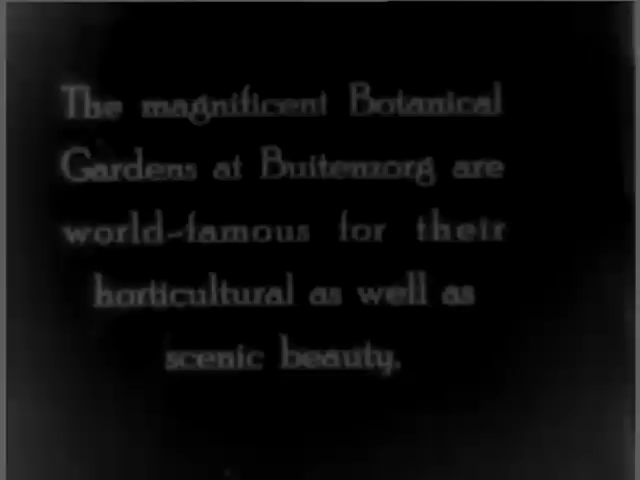 The magnificent Botanical
Gardens at Buitenzorg are
world-famous for their
horticultural as well as
scenic beauty.